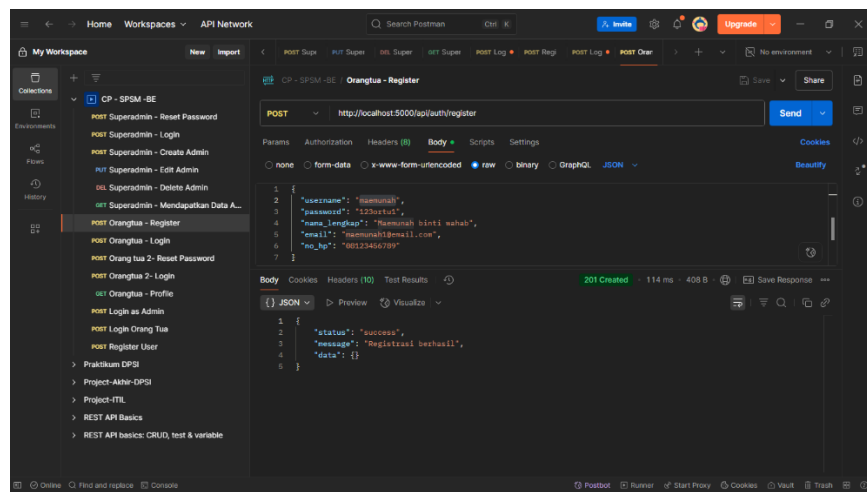 Home Workspaces API Network
Search Postman Ctrl K
Invite
Upgrade
My Workspace New Import
POST Supe PUT Super DEL Super GET Super POST Log POST Regi POST Log POST Orar
No environment
Collections
Environments
Flows
History
CP - SPSM -BE
POST Superadmin - Reset Password
POST Superadmin - Login
POST Superadmin - Create Admin
PUT Superadmin - Edit Admin
DEL Superadmin - Delete Admin
GET Superadmin - Mendapatkan Data A...
POST Orangtua - Register
POST Orangtua - Login
POST Orang tua 2- Reset Password
POST Orangtua 2- Login
GET Orangtua - Profile
POST Login as Admin
POST Login Orang Tua
POST Register User
Praktikum DPSI
Project-Akhir-DPSI
Project-ITIL
REST API Basics
REST API basics: CRUD, test & variable
CP - SPSM -BE / Orangtua - Register
Save Share
POST http://localhost:5000/api/auth/register
Send
Params Authorization Headers (8) Body Scripts Settings
Cookies
none form-data x-www-form-urlencoded raw binary GraphQL JSON
Beautify
1 {
2 "username": "maemunah",
3 "password": "123ortu1",
4 "nama_lengkap": "Maemunah binti wahab",
5 "email": "maemunah1@email.com",
6 "no_hp": "08123456789"
7 }
Body Cookies Headers (10) Test Results
201 Created 114 ms 408 B Save Response
{} JSON Preview Visualize
1 {
2 "status": "success",
3 "message": "Registrasi berhasil",
4 "data": {}
5 }
Online Find and replace Console
Postbot Runner Start Proxy Cookies Vault Trash